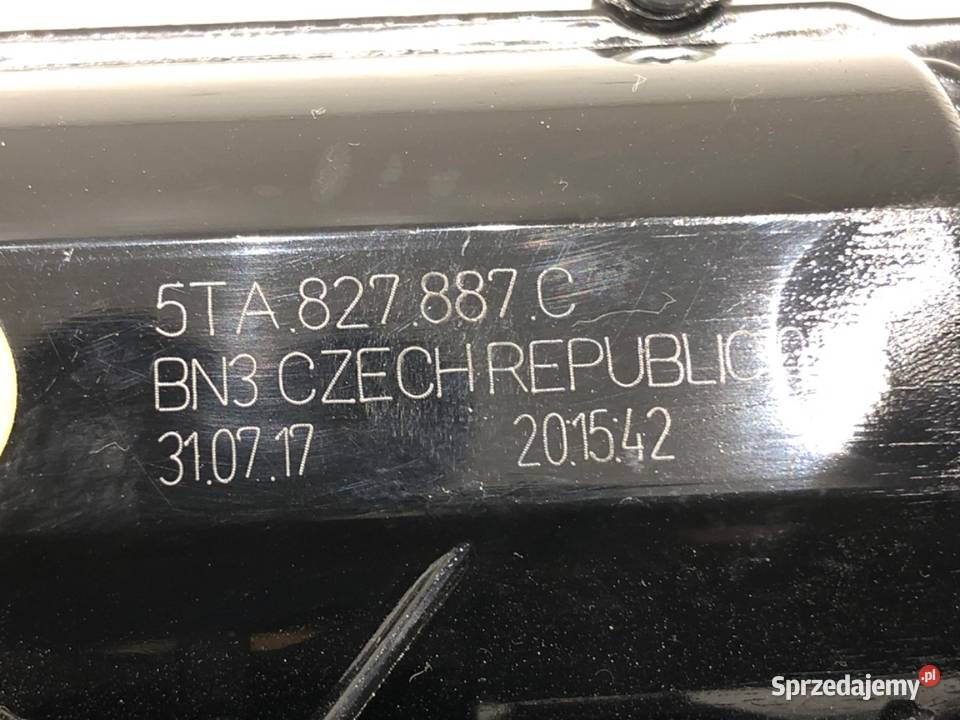 5TA.827.887.C
BN3 CZECH REPUBLIC
31.07.17 20:15:42
Sprzedajemy.pl